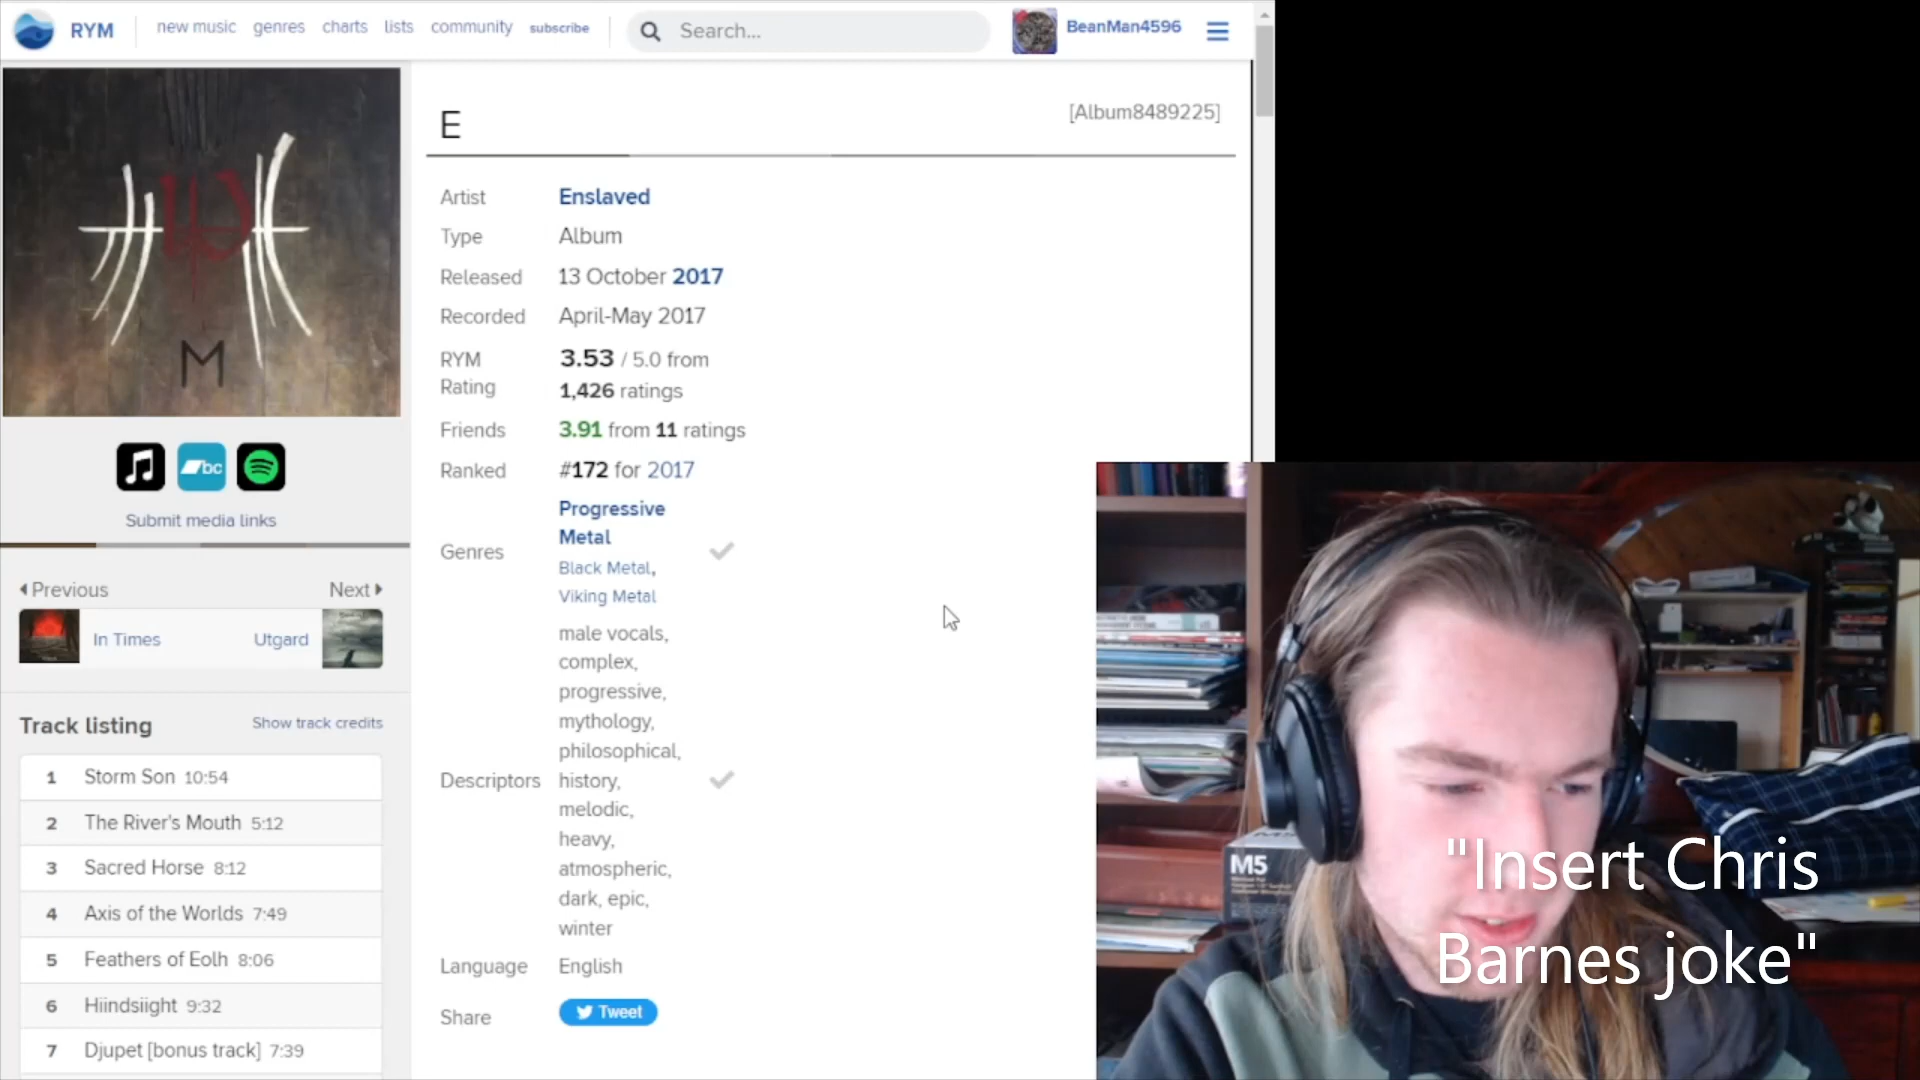 RYM
new music genres charts lists community subscribe
Search...
BeanMan4596
E
[Album8489225]
Artist Enslaved
Type Album
Released 13 October 2017
Recorded April-May 2017
RYM Rating 3.53 / 5.0 from
1,426 ratings
Friends 3.91 from 11 ratings
Ranked #172 for 2017
Genres
Progressive
Metal
Black Metal,
Viking Metal
Descriptors
male vocals,
complex,
progressive,
mythology,
philosophical,
history,
melodic,
heavy,
atmospheric,
dark, epic,
winter
Language English
Share Tweet
M
bc
Submit media links
Previous Next
In Times Utgard
Track listing Show track credits
1 Storm Son 10:54
2 The River's Mouth 5:12
3 Sacred Horse 8:12
4 Axis of the Worlds 7:49
5 Feathers of Eolh 8:06
6 Hiindsiight 9:32
7 Djupet [bonus track] 7:39
M5
"Insert Chris
Barnes joke"